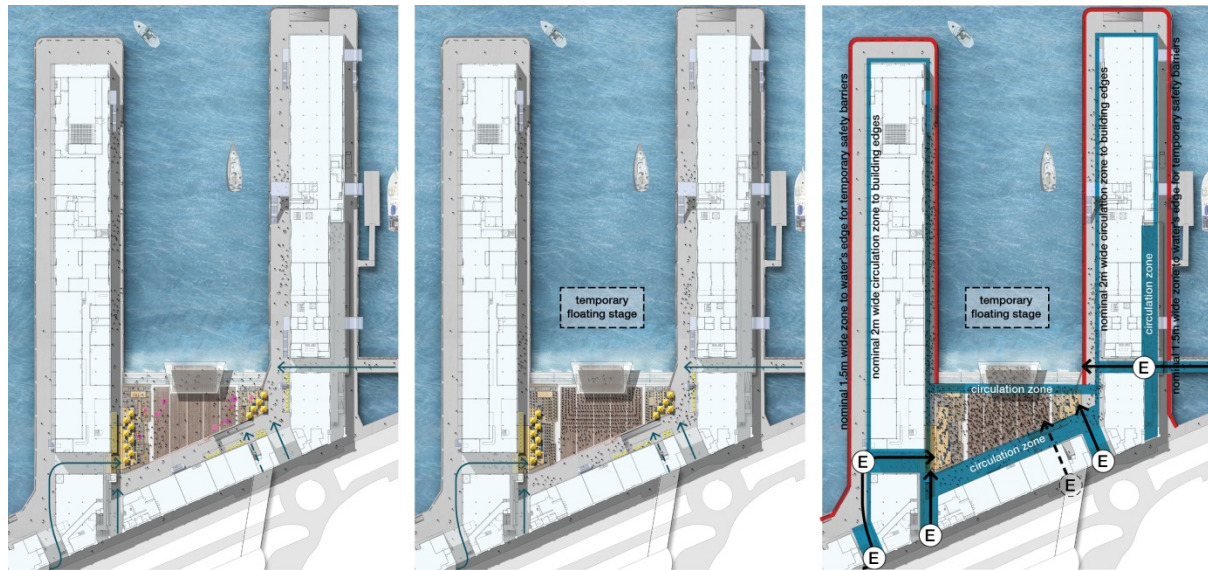 temporary
floating stage
nominal 1.5m wide zone to water's edge for temporary safety barriers
nominal 2m wide circulation zone to building edges
temporary
floating stage
nominal 2m wide circulation zone to building edges
circulation zone
nominal 1.5m wide zone to water's edge for temporary safety barriers
E
circulation zone
circulation zone
E
E
E
E
E